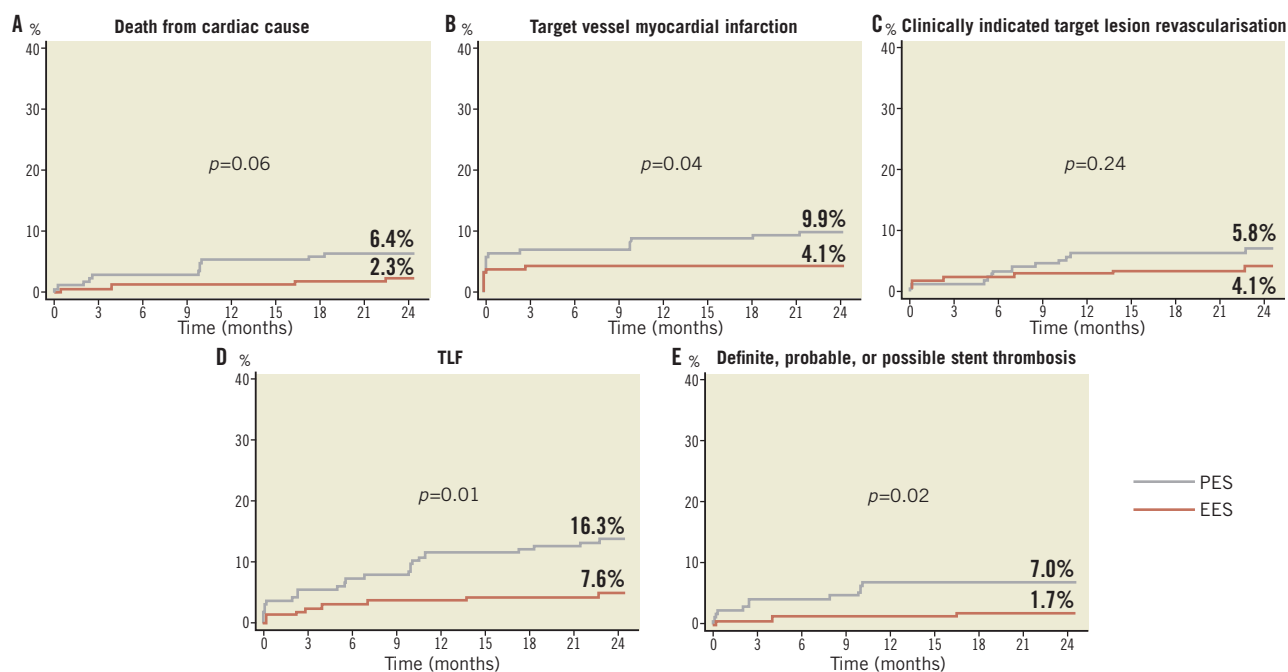 A % Death from cardiac cause
40
30
20
10
0
p=0.06
6.4%
2.3%
0 3 6 9 12 15 18 21 24
Time (months)
B % Target vessel myocardial infarction
40
30
20
10
0
p=0.04
9.9%
4.1%
0 3 6 9 12 15 18 21 24
Time (months)
C % Clinically indicated target lesion revascularisation
40
30
20
10
0
p=0.24
5.8%
4.1%
0 3 6 9 12 15 18 21 24
Time (months)
D % TLF
40
30
20
10
0
p=0.01
16.3%
7.6%
0 3 6 9 12 15 18 21 24
Time (months)
E % Definite, probable, or possible stent thrombosis
40
30
20
10
0
p=0.02
7.0%
1.7%
0 3 6 9 12 15 18 21 24
Time (months)
PES
EES